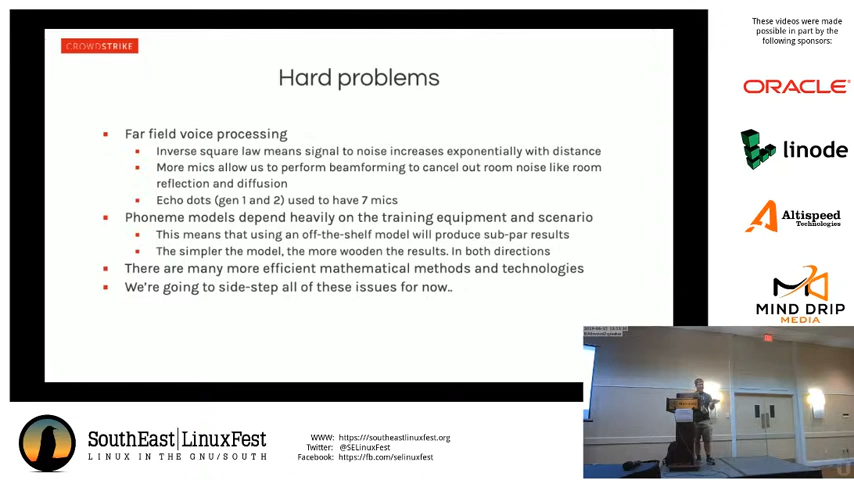 CROWDSTRIKE
Hard problems
Far field voice processing
Inverse square law means signal to noise increases exponentially with distance
More mics allow us to perform beamforming to cancel out room noise like room
reflection and diffusion
Echo dots (gen 1 and 2) used to have 7 mics
Phoneme models depend heavily on the training equipment and scenario
This means that using an off-the-shelf model will produce sub-par results
The simpler the model, the more wooden the results. In both directions
There are many more efficient mathematical methods and technologies
We're going to side-step all of these issues for now..
These videos were made
possible in part by the
following sponsors:
ORACLE
linode
Altispeed
Technologies
MIND DRIP
MEDIA
SouthEast|LinuxFest
LINUX IN THE GNU/SOUTH
WWW: https:///southeastlinuxfest.org
Twitter: @SELinuxFest
Facebook: https://fb.com/selinuxfest